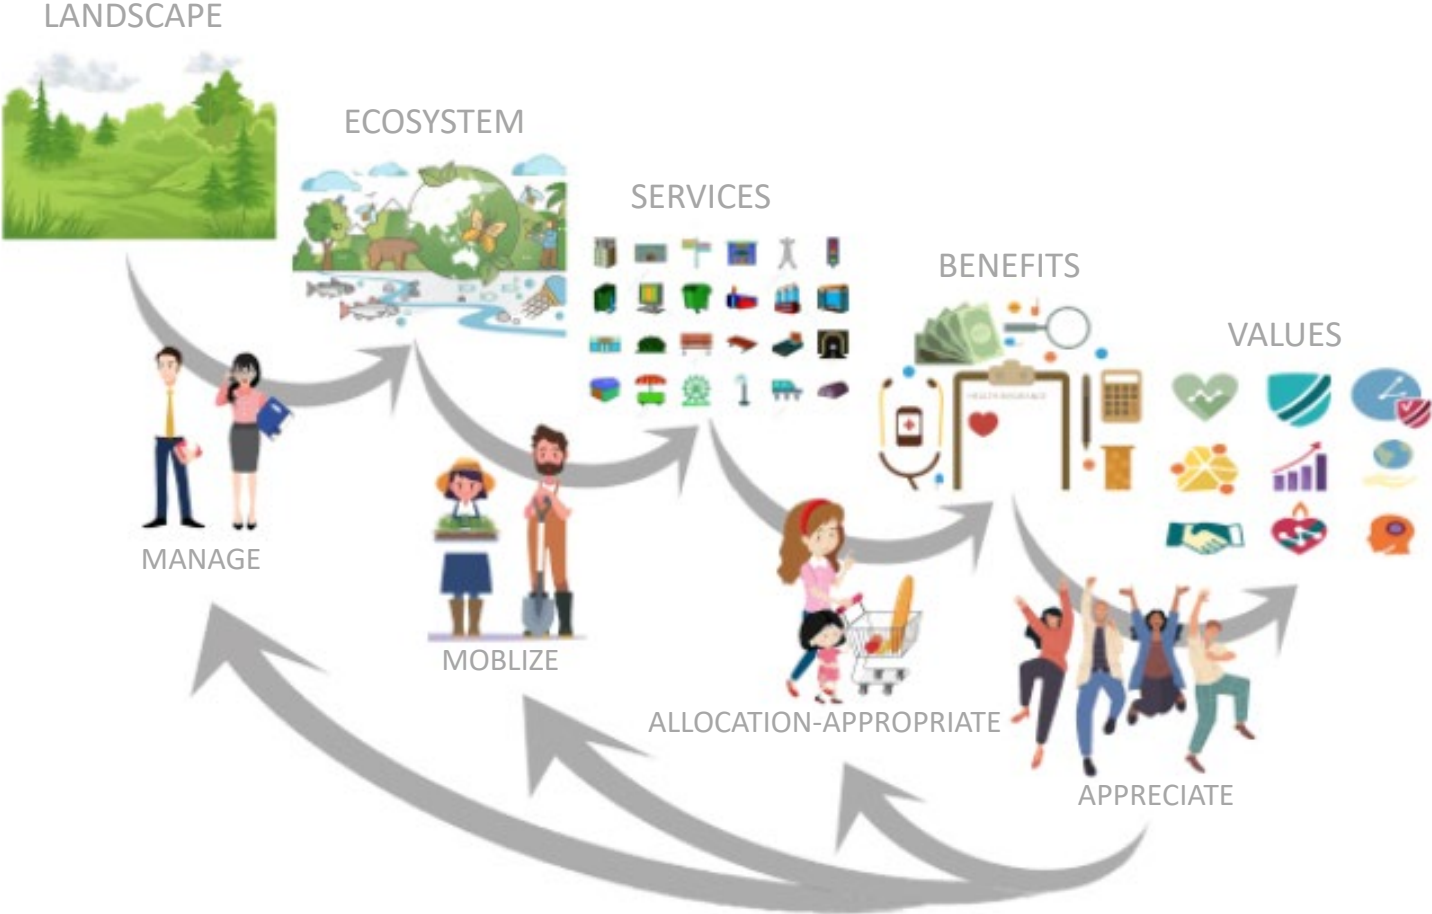 LANDSCAPE
ECOSYSTEM
SERVICES
BENEFITS
VALUES
MANAGE
MOBLIZE
ALLOCATION-APPROPRIATE
APPRECIATE